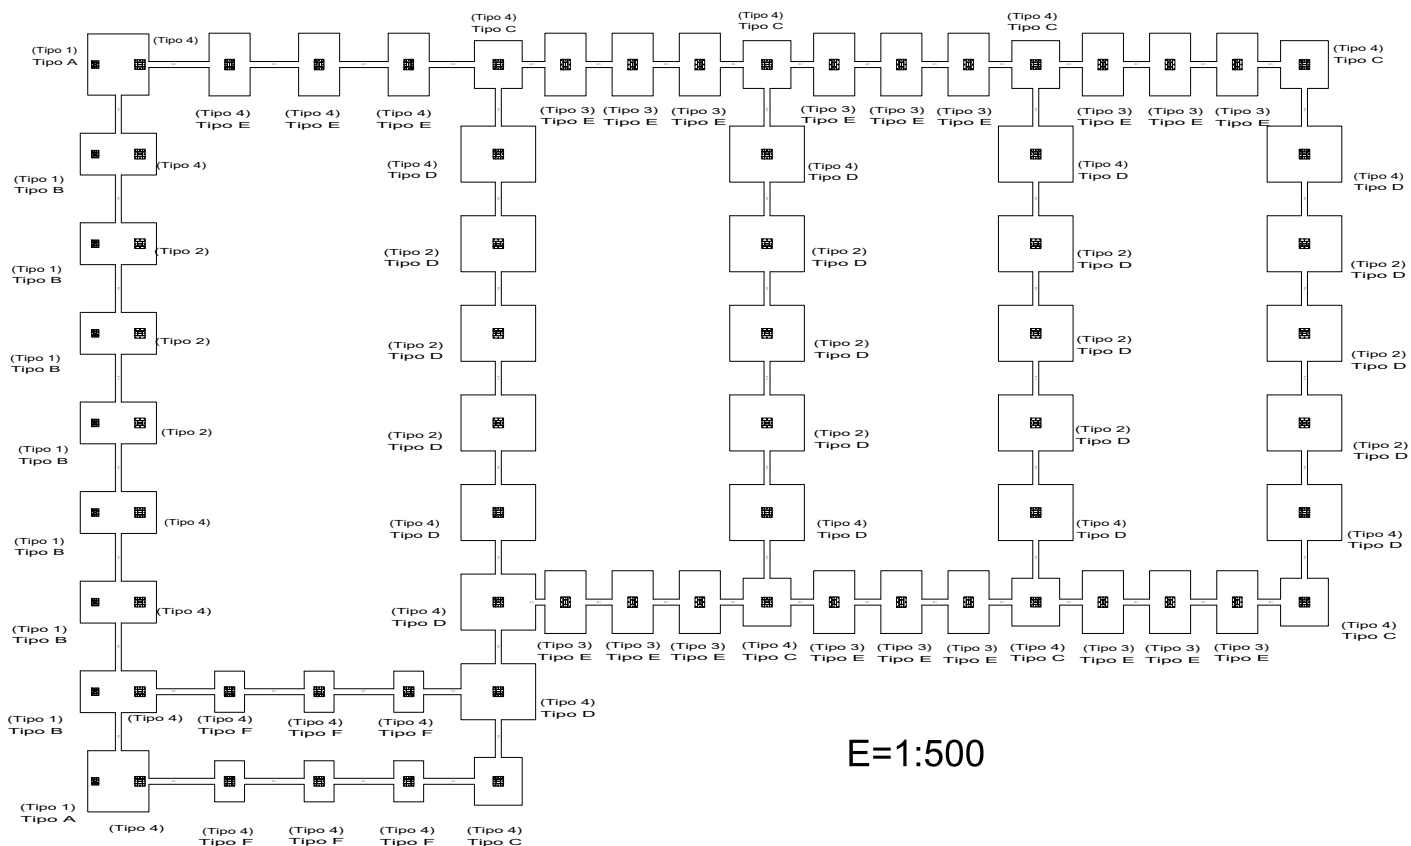 (Tipo 4)
Tipo C
(Tipo 4)
Tipo C
(Tipo 4)
Tipo C
(Tipo 1)
Tipo A
(Tipo 4)
(Tipo 4)
Tipo C
(Tipo 4)
Tipo E
(Tipo 4)
Tipo E
(Tipo 4)
Tipo E
(Tipo 3)
Tipo E
(Tipo 3)
Tipo E
(Tipo 3)
Tipo E
(Tipo 3)
Tipo E
(Tipo 3)
Tipo E
(Tipo 3)
Tipo E
(Tipo 3)
Tipo E
(Tipo 3)
Tipo E
(Tipo 3)
Tipo E
(Tipo 1)
Tipo B
(Tipo 4)
(Tipo 4)
Tipo D
(Tipo 4)
Tipo D
(Tipo 4)
Tipo D
(Tipo 4)
Tipo D
(Tipo 1)
Tipo B
(Tipo 2)
(Tipo 2)
Tipo D
(Tipo 2)
Tipo D
(Tipo 2)
Tipo D
(Tipo 2)
Tipo D
(Tipo 1)
Tipo B
(Tipo 2)
(Tipo 2)
Tipo D
(Tipo 2)
Tipo D
(Tipo 2)
Tipo D
(Tipo 2)
Tipo D
(Tipo 1)
Tipo B
(Tipo 2)
(Tipo 2)
Tipo D
(Tipo 2)
Tipo D
(Tipo 2)
Tipo D
(Tipo 2)
Tipo D
(Tipo 1)
Tipo B
(Tipo 4)
(Tipo 4)
Tipo D
(Tipo 4)
Tipo D
(Tipo 4)
Tipo D
(Tipo 4)
Tipo D
(Tipo 1)
Tipo B
(Tipo 4)
(Tipo 4)
Tipo D
(Tipo 3)
Tipo E
(Tipo 3)
Tipo E
(Tipo 3)
Tipo E
(Tipo 4)
Tipo C
(Tipo 3)
Tipo E
(Tipo 3)
Tipo E
(Tipo 3)
Tipo E
(Tipo 4)
Tipo C
(Tipo 3)
Tipo E
(Tipo 3)
Tipo E
(Tipo 3)
Tipo E
(Tipo 4)
Tipo C
(Tipo 1)
Tipo B
(Tipo 4)
(Tipo 4)
Tipo F
(Tipo 4)
Tipo F
(Tipo 4)
Tipo F
(Tipo 4)
Tipo D
E=1:500
(Tipo 1)
Tipo A
(Tipo 4)
(Tipo 4)
Tipo F
(Tipo 4)
Tipo F
(Tipo 4)
Tipo F
(Tipo 4)
Tipo C